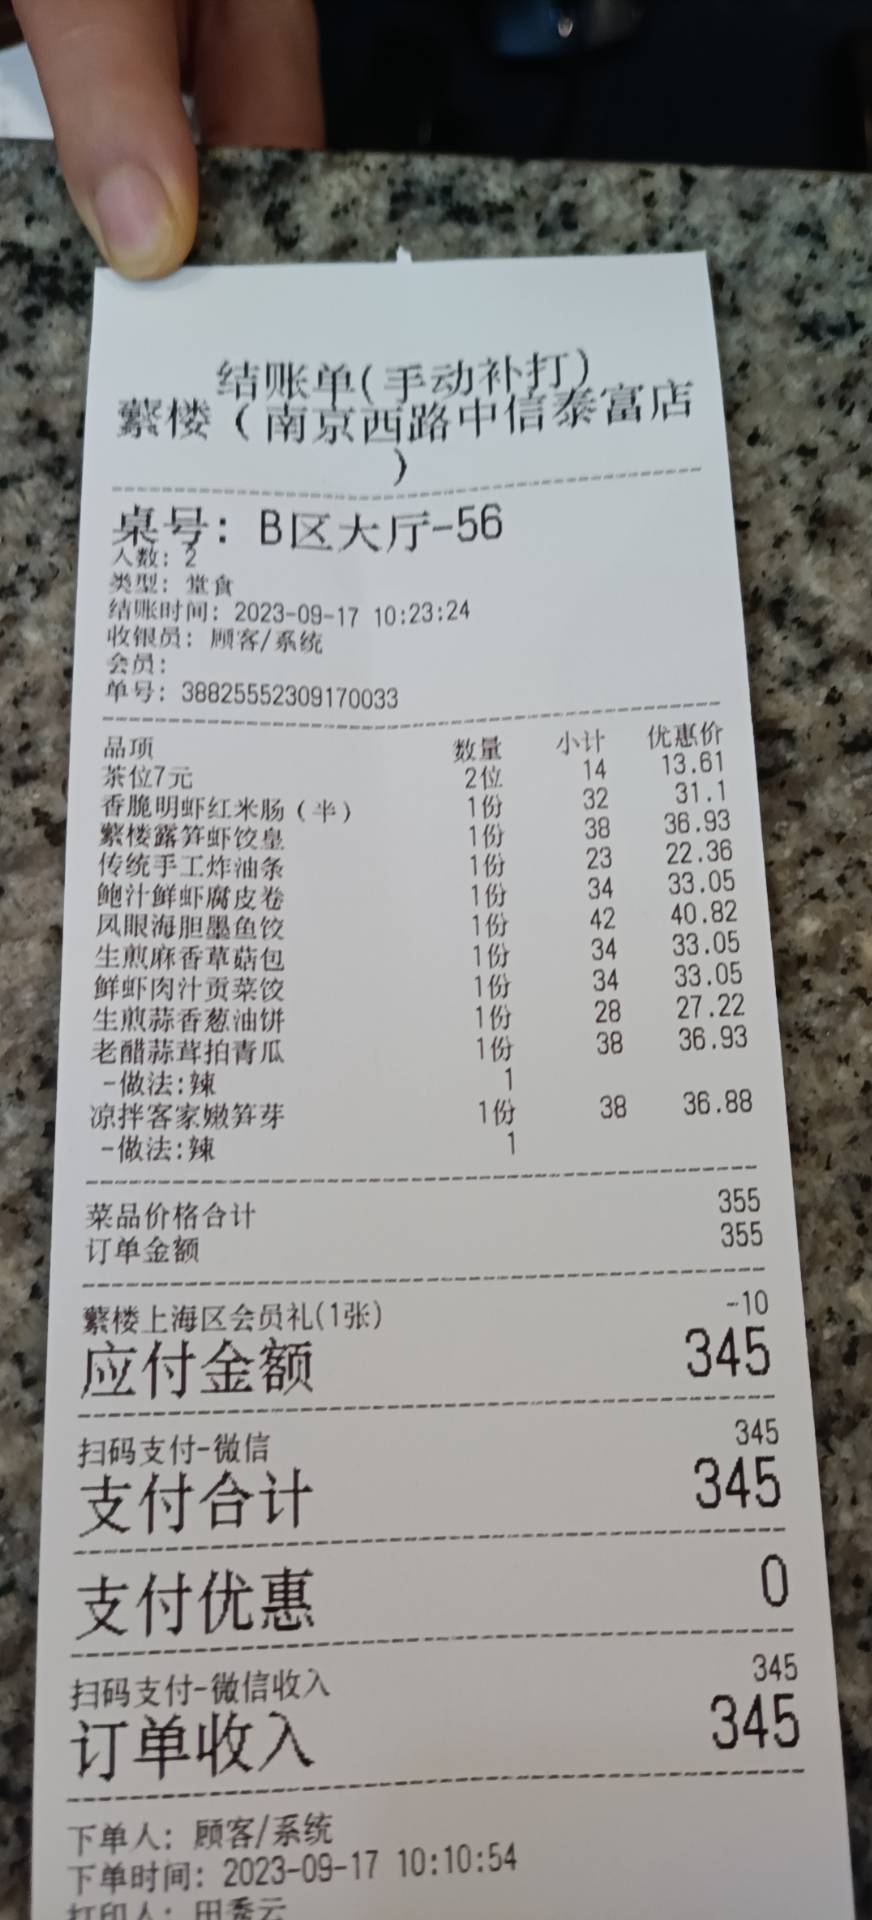 结账单(手动补打)
蘩楼（南京西路中信泰富店
）
桌号: B区大厅-56
人数: 2
类型: 堂食
结账时间: 2023-09-17 10:23:24
收银员: 顾客/系统
会员:
单号: 38825552309170033
品项 数量 小计 优惠价
茶位7元 2位 14 13.61
香脆明虾红米肠（半） 1份 32 31.1
蘩楼露笋虾饺皇 1份 38 36.93
传统手工炸油条 1份 23 22.36
鲍汁鲜虾腐皮卷 1份 34 33.05
凤眼海胆墨鱼饺 1份 42 40.82
生煎麻香草菇包 1份 34 33.05
鲜虾肉汁贡菜饺 1份 34 33.05
生煎蒜香葱油饼 1份 28 27.22
老醋蒜茸拍青瓜 1份 38 36.93
-做法:辣 1
凉拌客家嫩笋芽 1份 38 36.88
-做法:辣 1
菜品价格合计 355
订单金额 355
蘩楼上海区会员礼(1张) -10
应付金额 345
扫码支付-微信 345
支付合计 345
支付优惠 0
扫码支付-微信收入 345
订单收入 345
下单人: 顾客/系统
下单时间: 2023-09-17 10:10:54
打印人: 田秀云